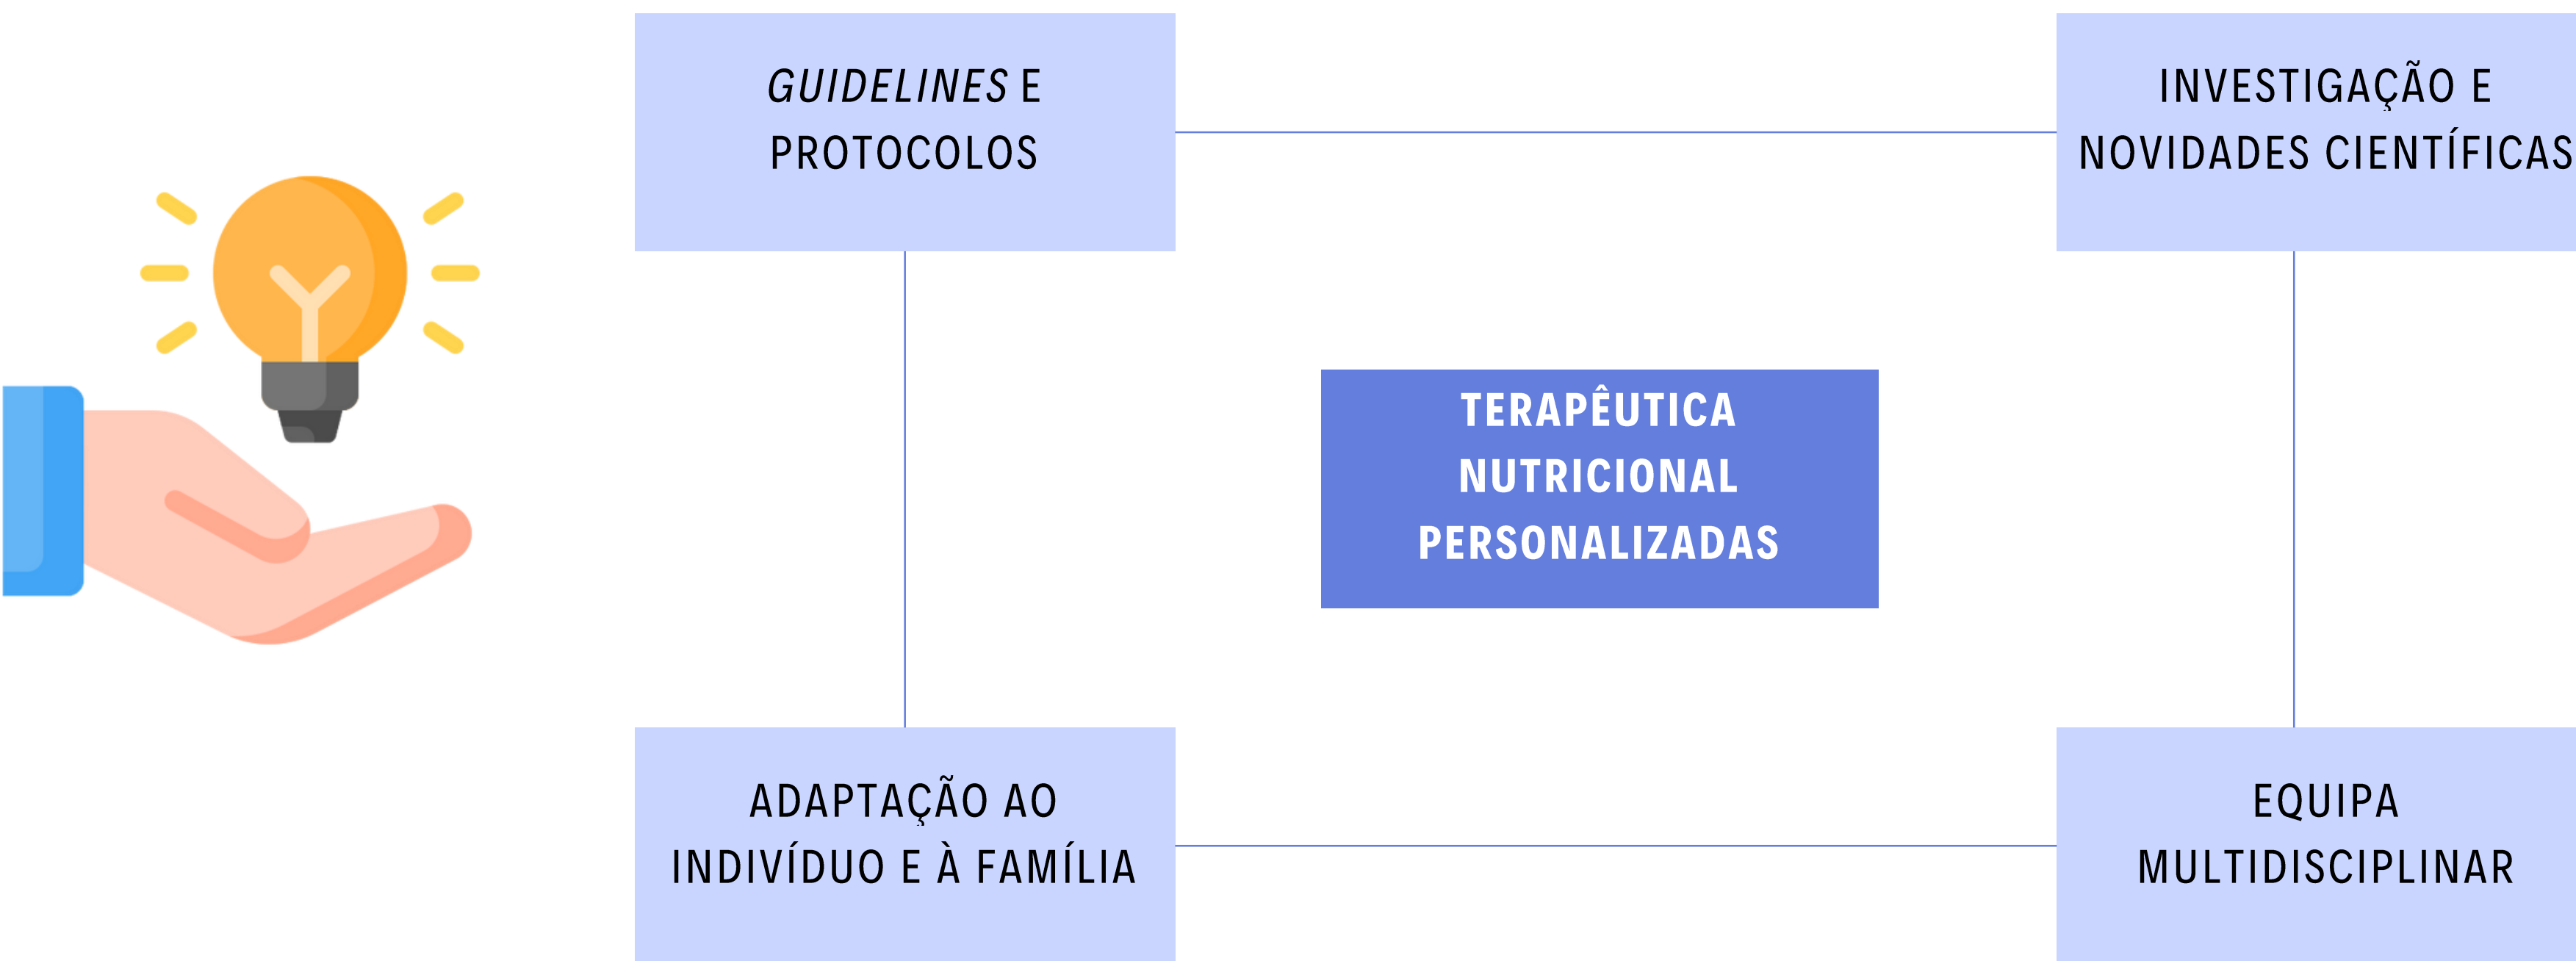 GUIDELINES E
PROTOCOLOS
INVESTIGAÇÃO E
NOVIDADES CIENTÍFICAS
TERAPÊUTICA
NUTRICIONAL
PERSONALIZADAS
ADAPTAÇÃO AO
INDIVÍDUO E À FAMÍLIA
EQUIPA
MULTIDISCIPLINAR